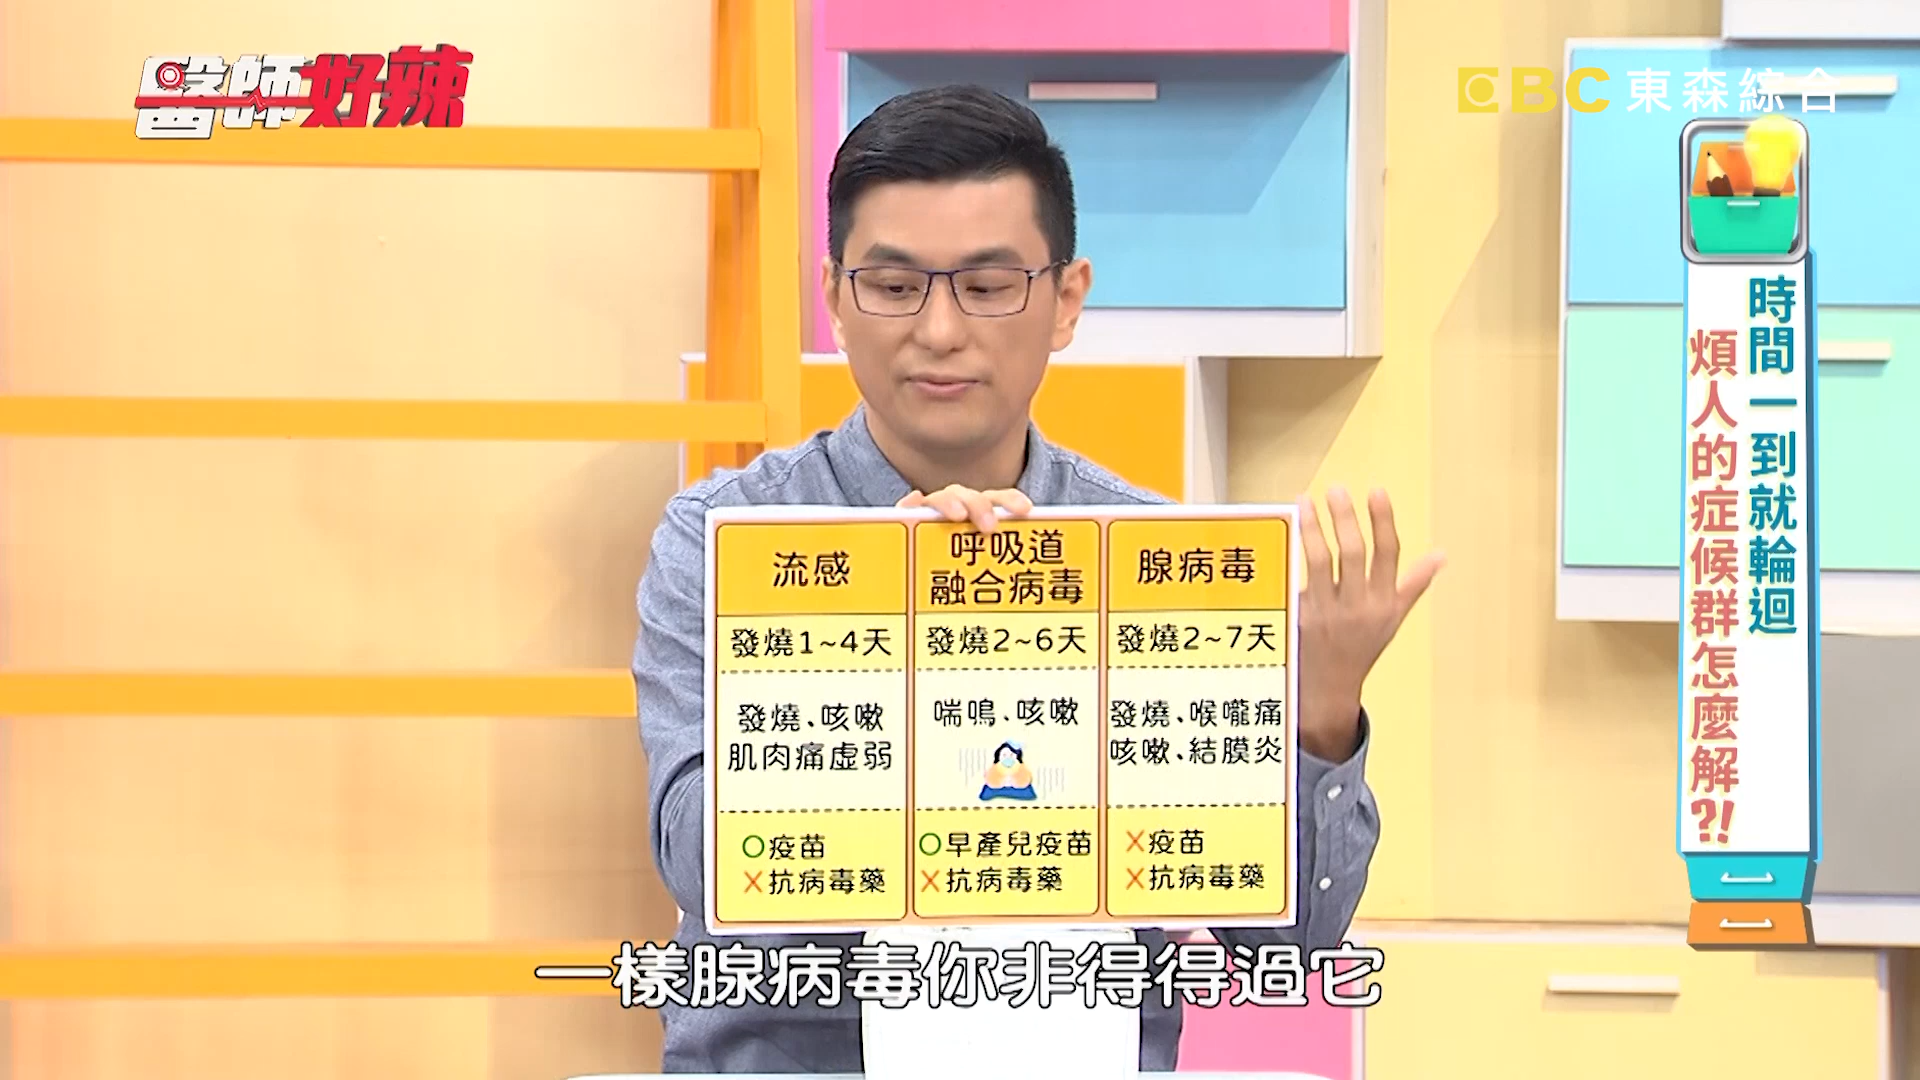 醫師好辣
EBC 東森綜合
時間一到就輪迴
煩人的症候群怎麼解?!
流感
發燒1~4天
發燒、咳嗽
肌肉痛虛弱
○疫苗
X抗病毒藥
呼吸道
融合病毒
發燒2~6天
喘鳴、咳嗽
○早產兒疫苗
X抗病毒藥
腺病毒
發燒2~7天
發燒、喉嚨痛
咳嗽、結膜炎
X疫苗
X抗病毒藥
一樣腺病毒你非得得過它